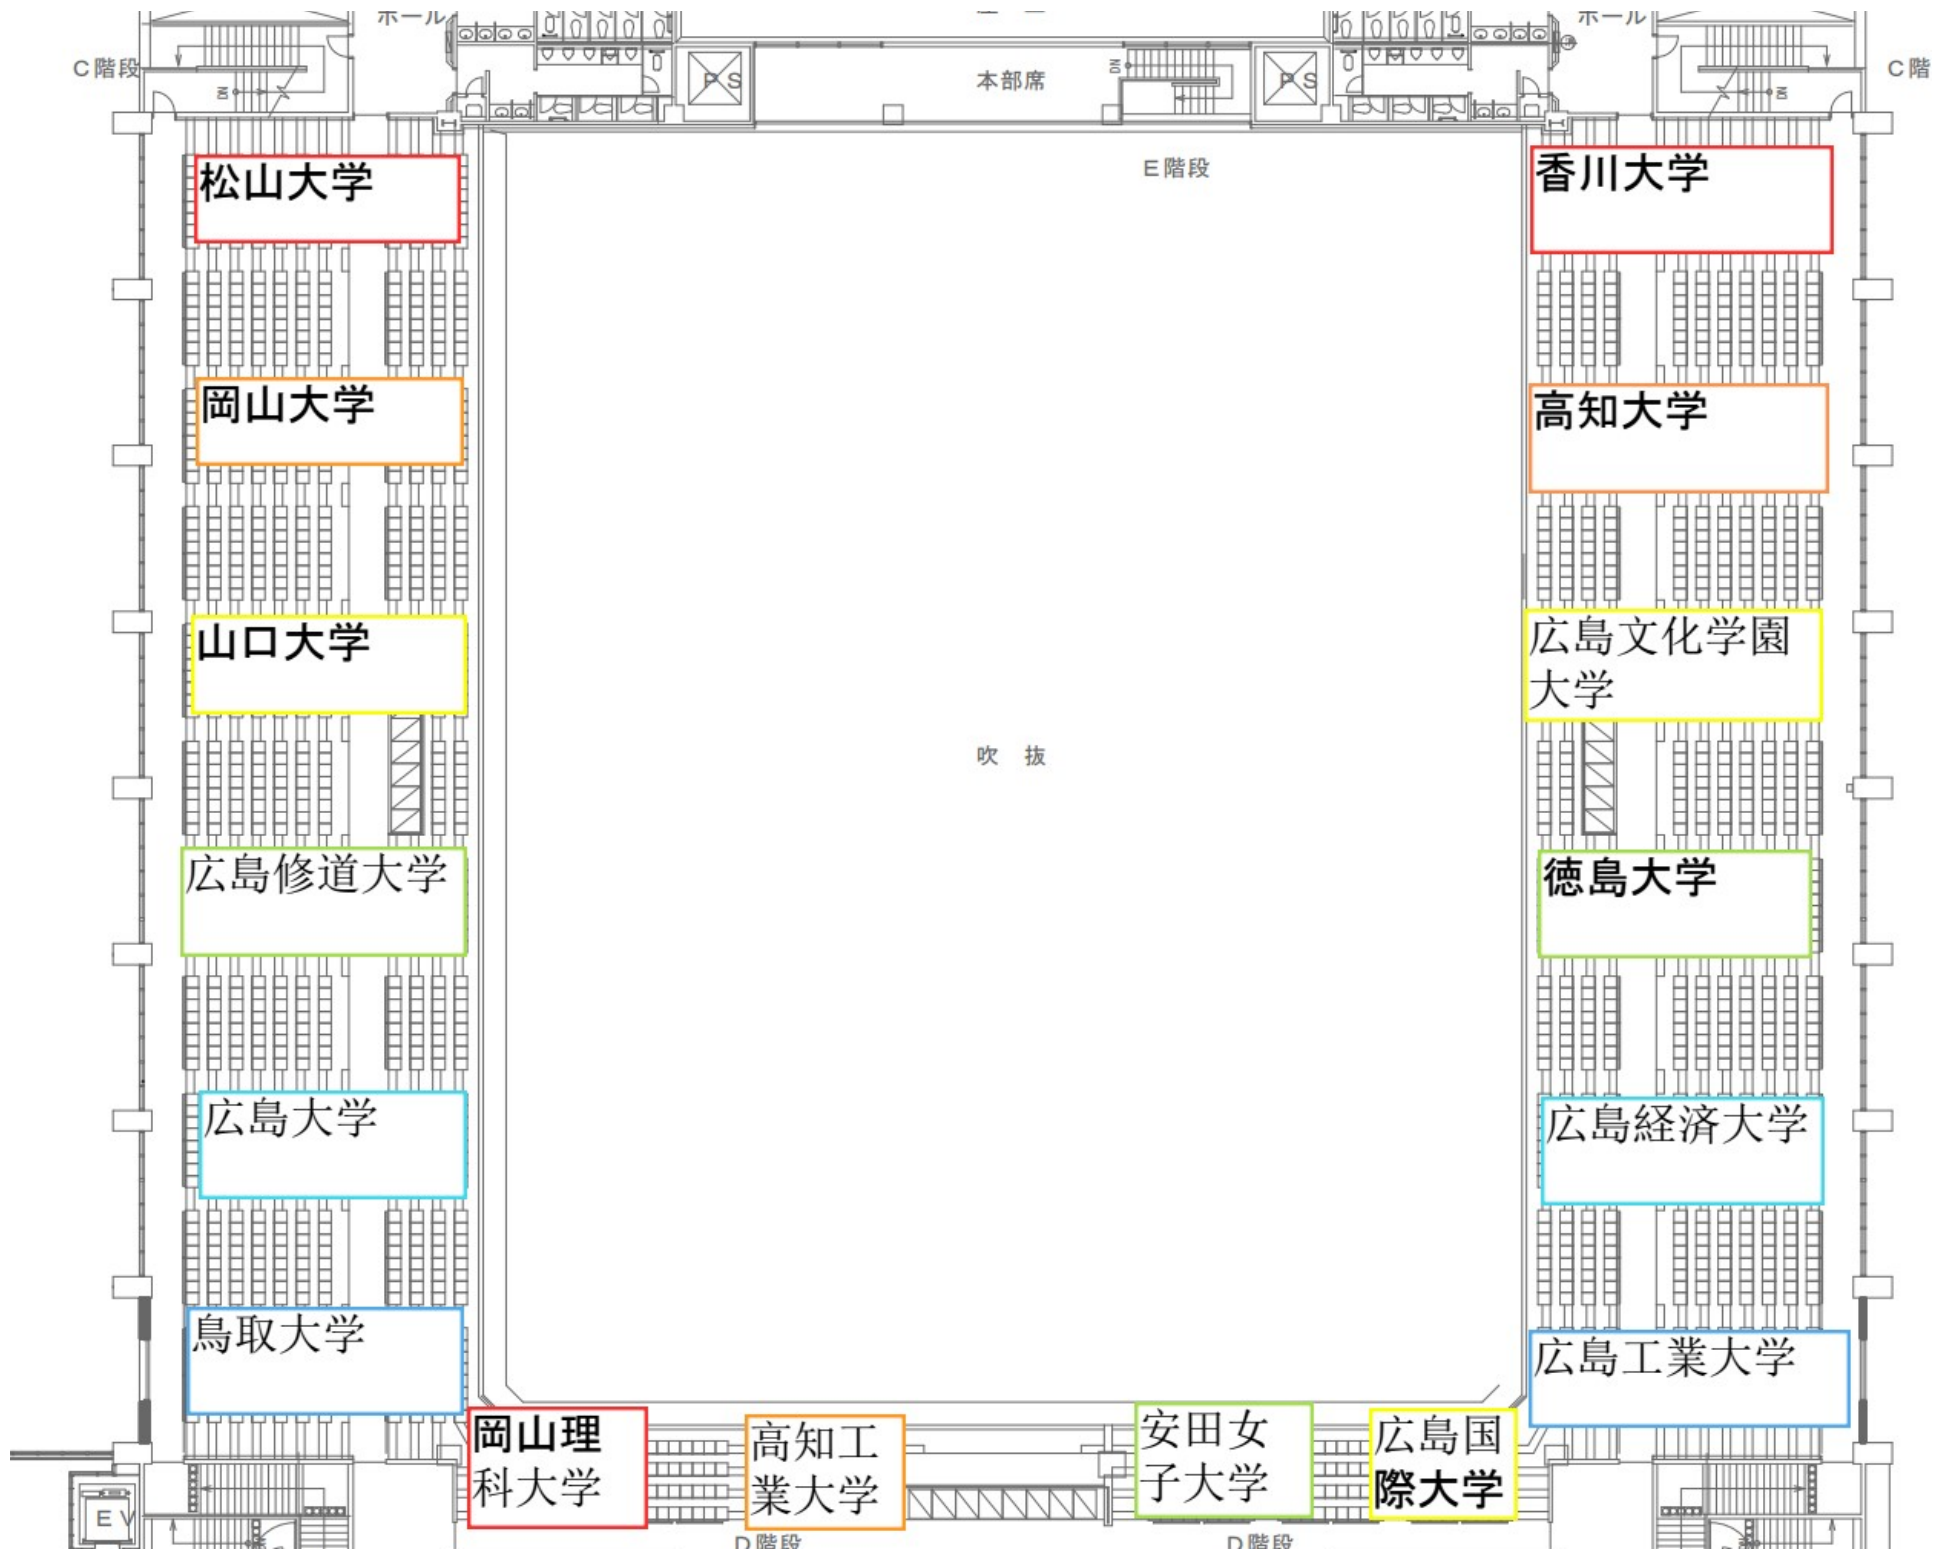 ホール
ホール
C階段
DN
PS
本部席
DN
PS
DN
C階
E階段
松山大学
香川大学
岡山大学
高知大学
山口大学
広島文化学園
大学
吹 抜
広島修道大学
徳島大学
広島大学
広島経済大学
鳥取大学
広島工業大学
岡山理
科大学
高知工
業大学
安田女
子大学
広島国
際大学
EV
D階段
D階段